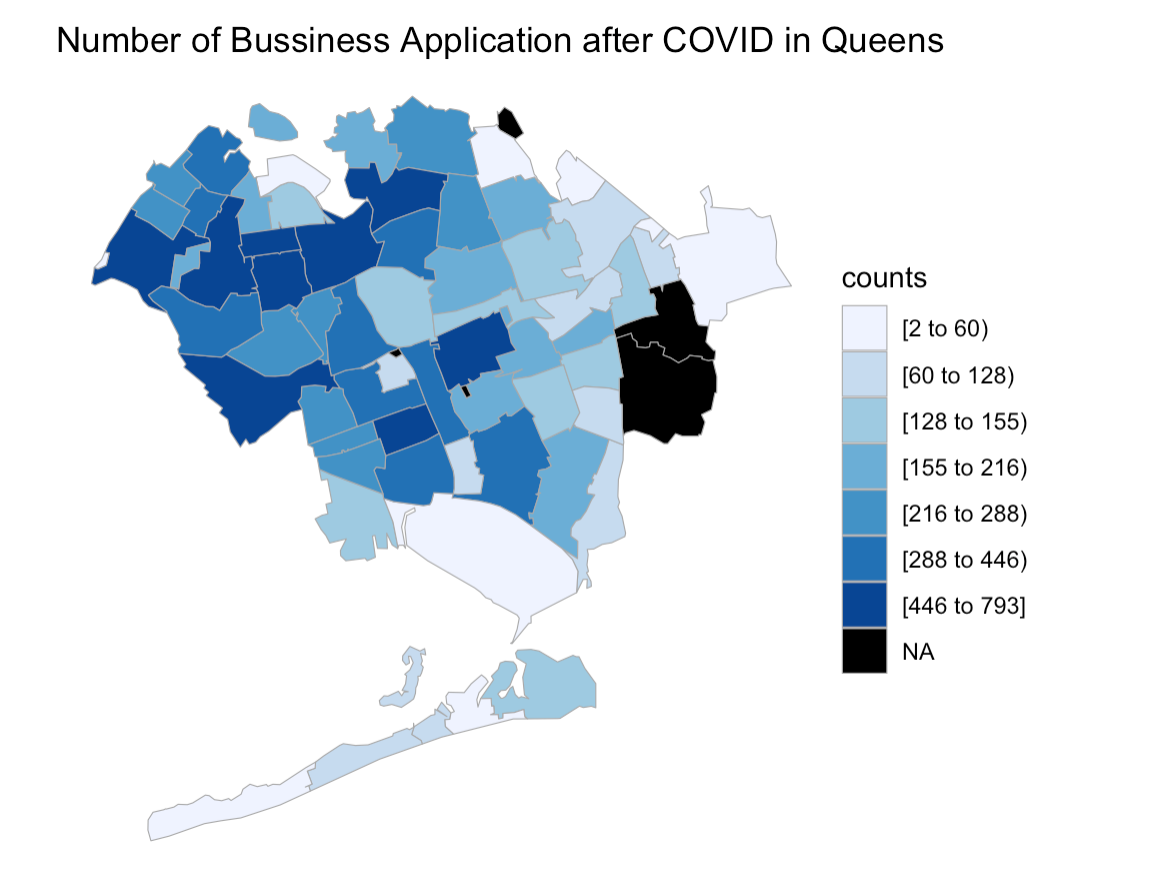 Number of Bussiness Application after COVID in Queens
counts
[2 to 60)
[60 to 128)
[128 to 155)
[155 to 216)
[216 to 288)
[288 to 446)
[446 to 793]
NA